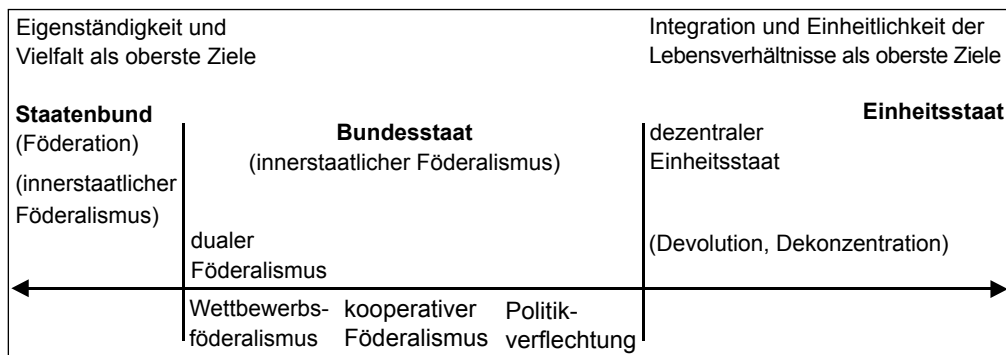 Eigenständigkeit und
Vielfalt als oberste Ziele
Integration und Einheitlichkeit der
Lebensverhältnisse als oberste Ziele
Staatenbund
(Föderation)
(innerstaatlicher
Föderalismus)
Bundesstaat
(innerstaatlicher Föderalismus)
Einheitsstaat
dezentraler
Einheitsstaat
(Devolution, Dekonzentration)
dualer
Föderalismus
Wettbewerbs-
föderalismus
kooperativer
Föderalismus
Politik-
verflechtung